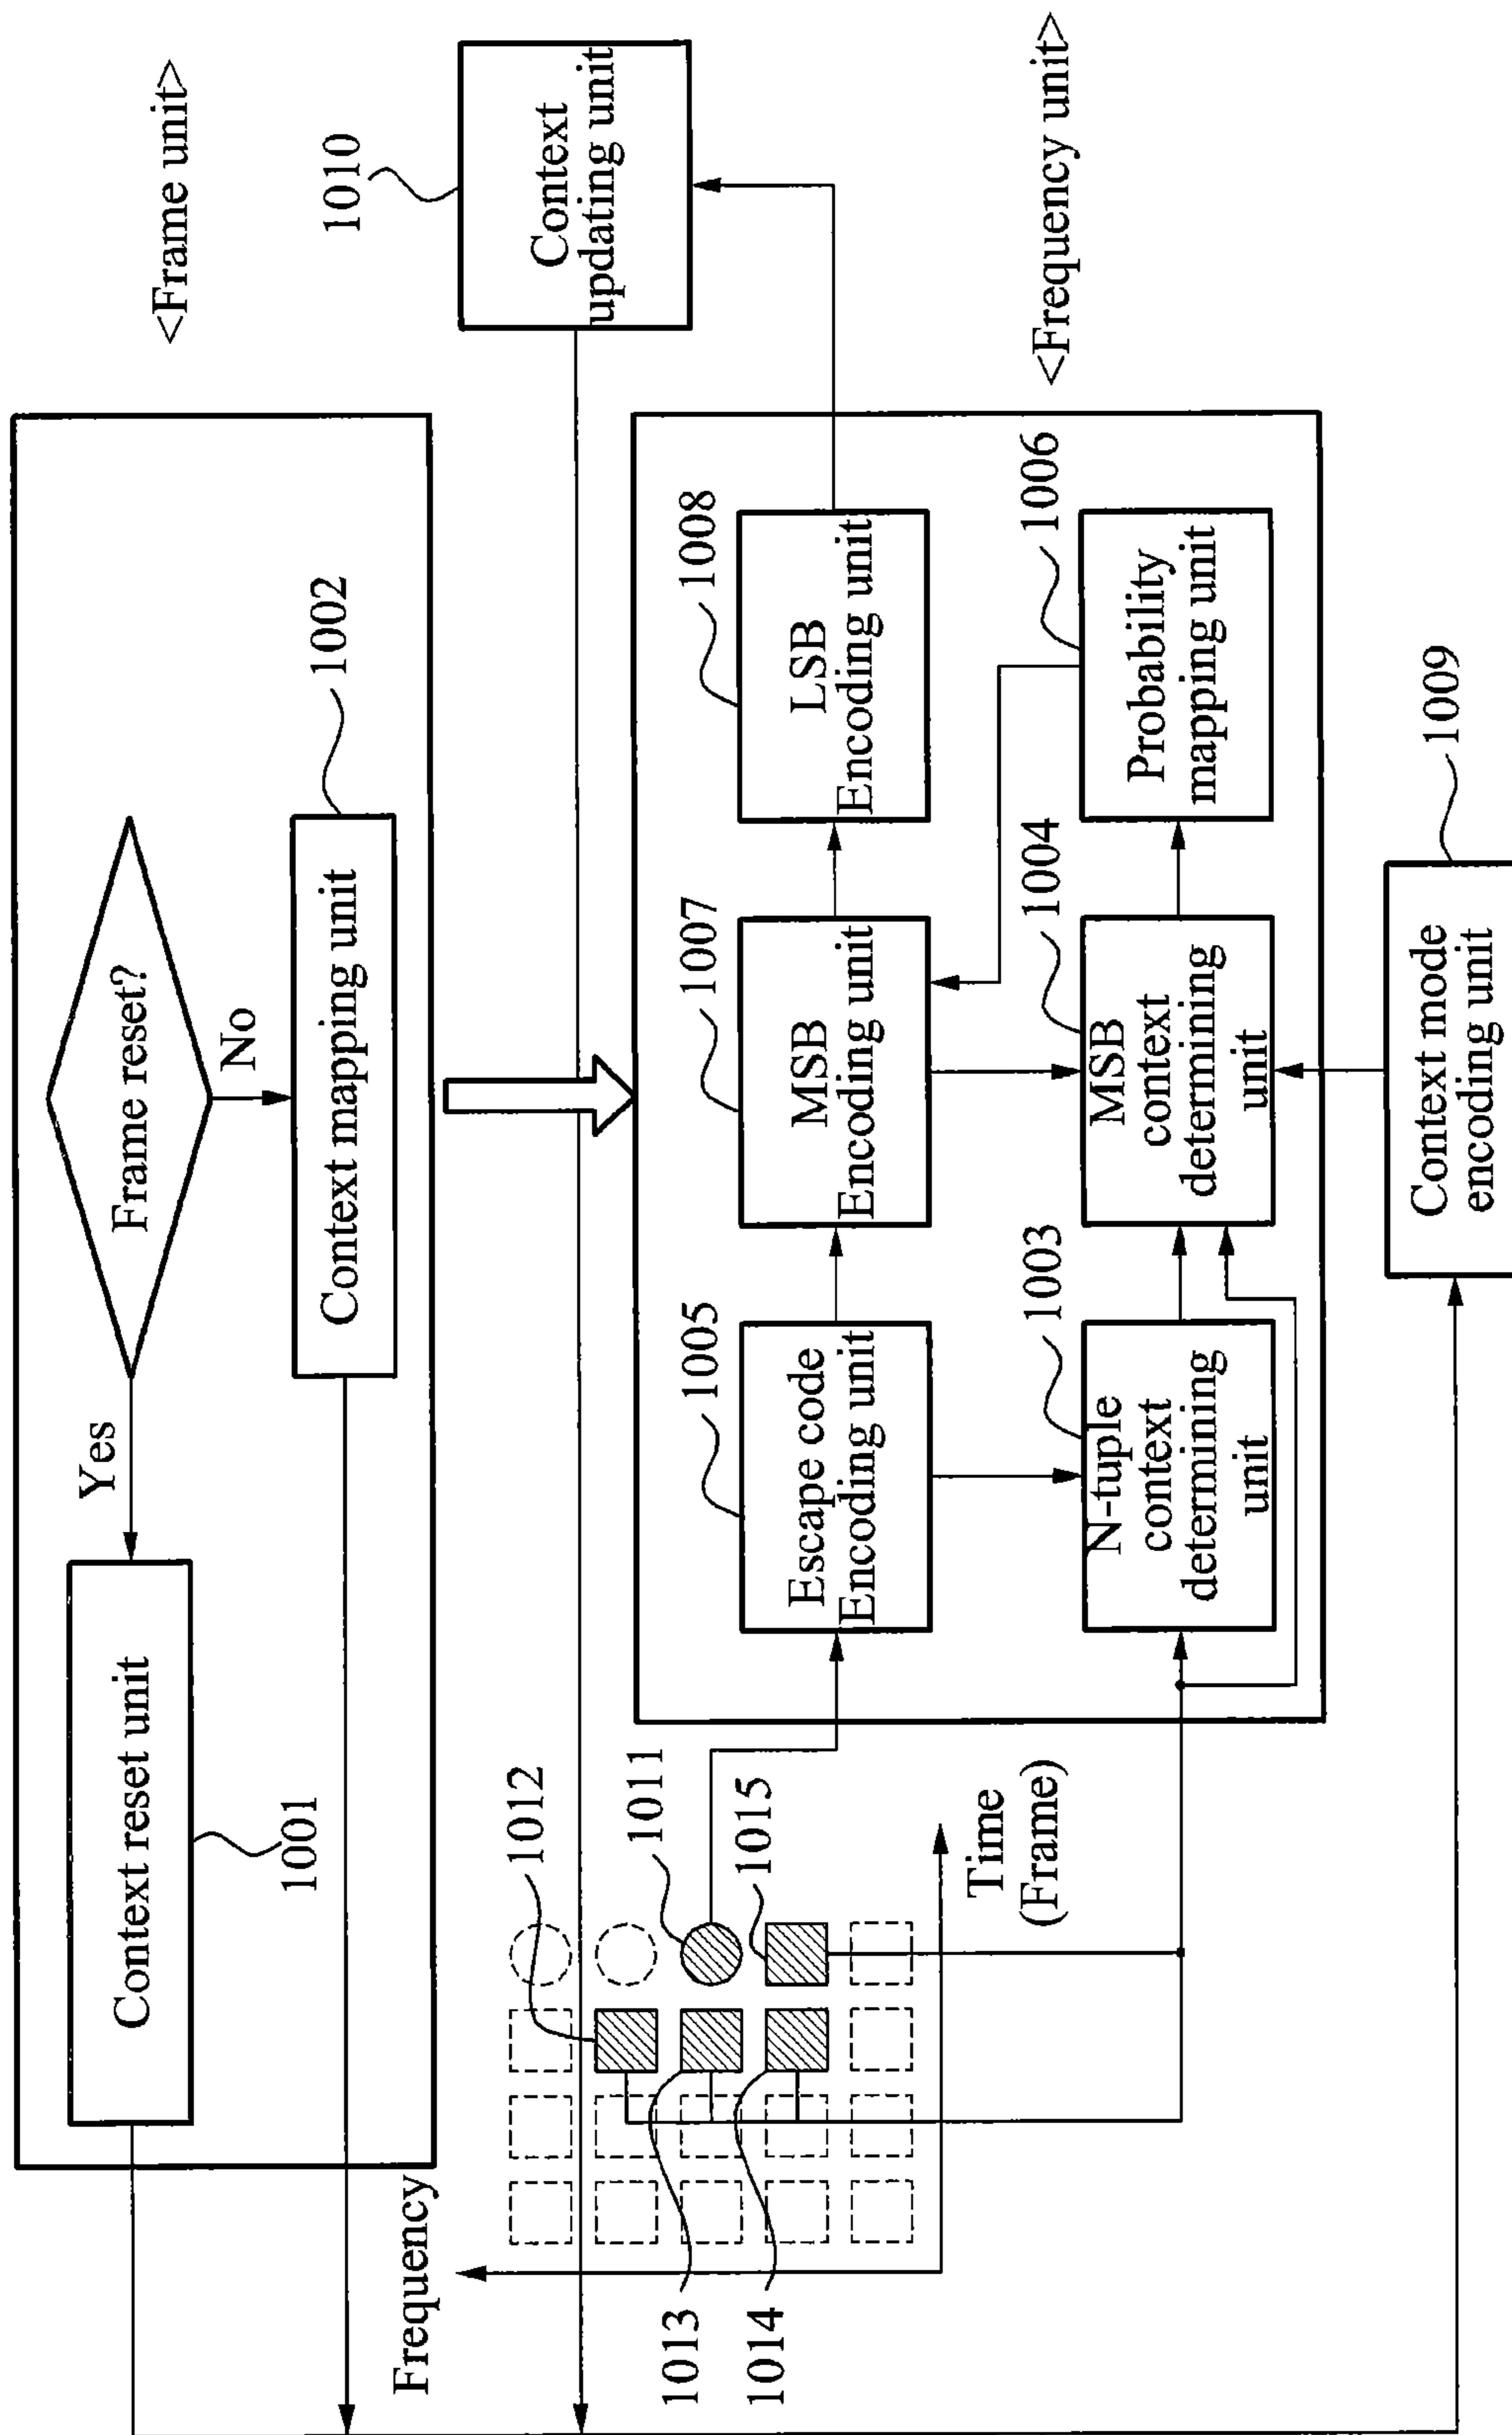 <Frame unit>
Yes
Frame reset?
Context reset unit
No
1001
Context mapping unit
1002
1010
Context
updating unit
Frequency
1012
1011
1015
1013
1014
Time
(Frame)
1005
Escape code
Encoding unit
1007
MSB
Encoding unit
1008
LSB
Encoding unit
<Frequency unit>
1003
N-tuple
context
determining
unit
1004
MSB
context
determining
unit
1006
Probability
mapping unit
1009
Context mode
encoding unit